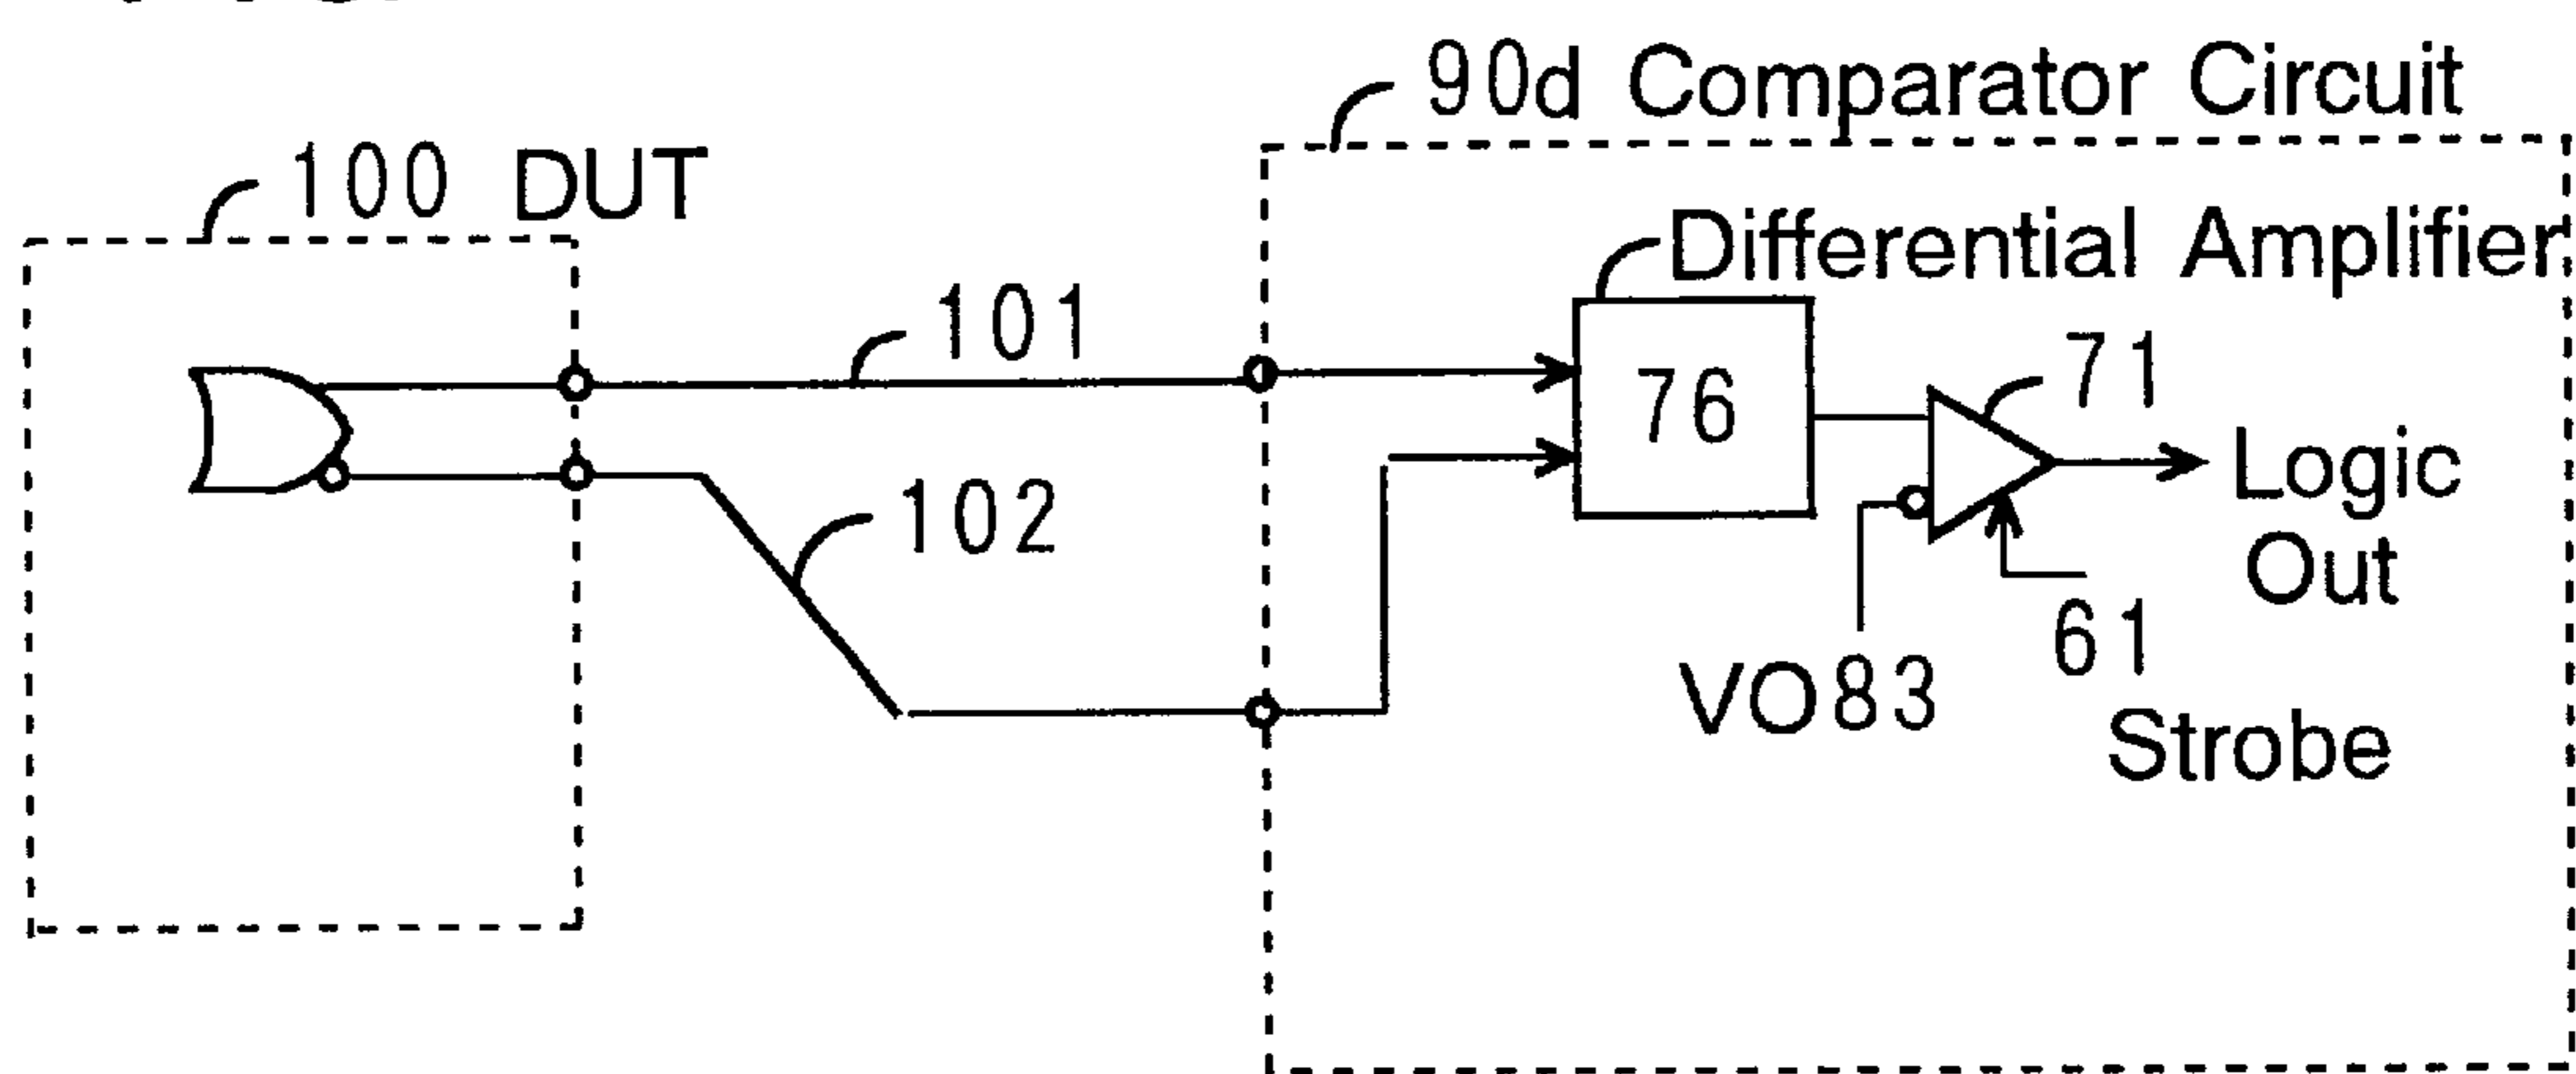 90d Comparator Circuit
100 DUT
Differential Amplifier
101
71
76
Logic
Out
102
61
VO83
Strobe